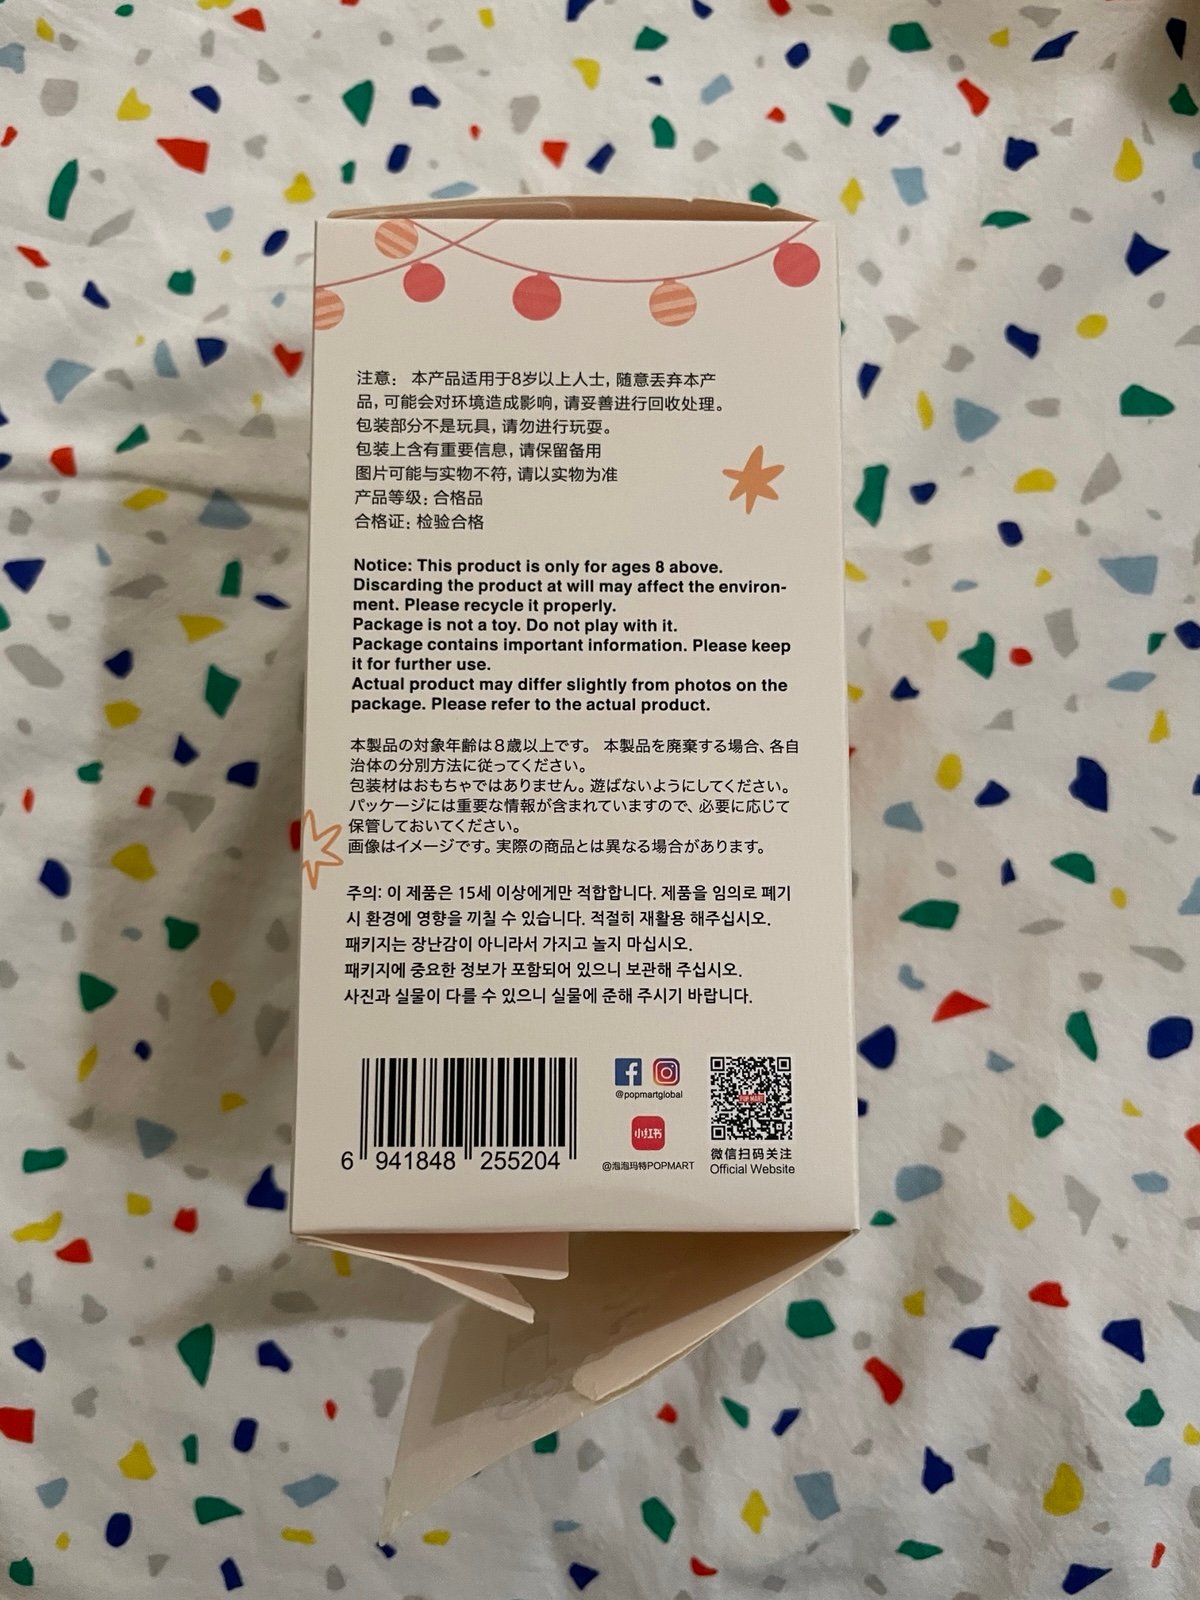 注意： 本产品适用于8岁以上人士, 随意丢弃本产
品, 可能会对环境造成影响, 请妥善进行回收处理。
包装部分不是玩具, 请勿进行玩耍。
包装上含有重要信息, 请保留备用
图片可能与实物不符, 请以实物为准
产品等级: 合格品
合格证: 检验合格
Notice: This product is only for ages 8 above.
Discarding the product at will may affect the environ-
ment. Please recycle it properly.
Package is not a toy. Do not play with it.
Package contains important information. Please keep
it for further use.
Actual product may differ slightly from photos on the
package. Please refer to the actual product.
本製品の対象年齢は８歳以上です。 本製品を廃棄する場合、各自
治体の分別方法に従ってください。
包装材はおもちゃではありません。遊ばないようにしてください。
パッケージには重要な情報が含まれていますので、必要に応じて
保管しておいてください。
画像はイメージです。実際の商品とは異なる場合があります。
주의: 이 제품은 15세 이상에게만 적합합니다. 제품을 임의로 폐기
시 환경에 영향을 끼칠 수 있습니다. 적절히 재활용 해주십시오.
패키지는 장난감이 아니라서 가지고 놀지 마십시오.
패키지에 중요한 정보가 포함되어 있으니 보관해 주십시오.
사진과 실물이 다를 수 있으니 실물에 준해 주시기 바랍니다.
6 941848 255204
@popmartglobal
小红书
@泡泡玛特POPMART
POP MART
微信扫码关注
Official Website